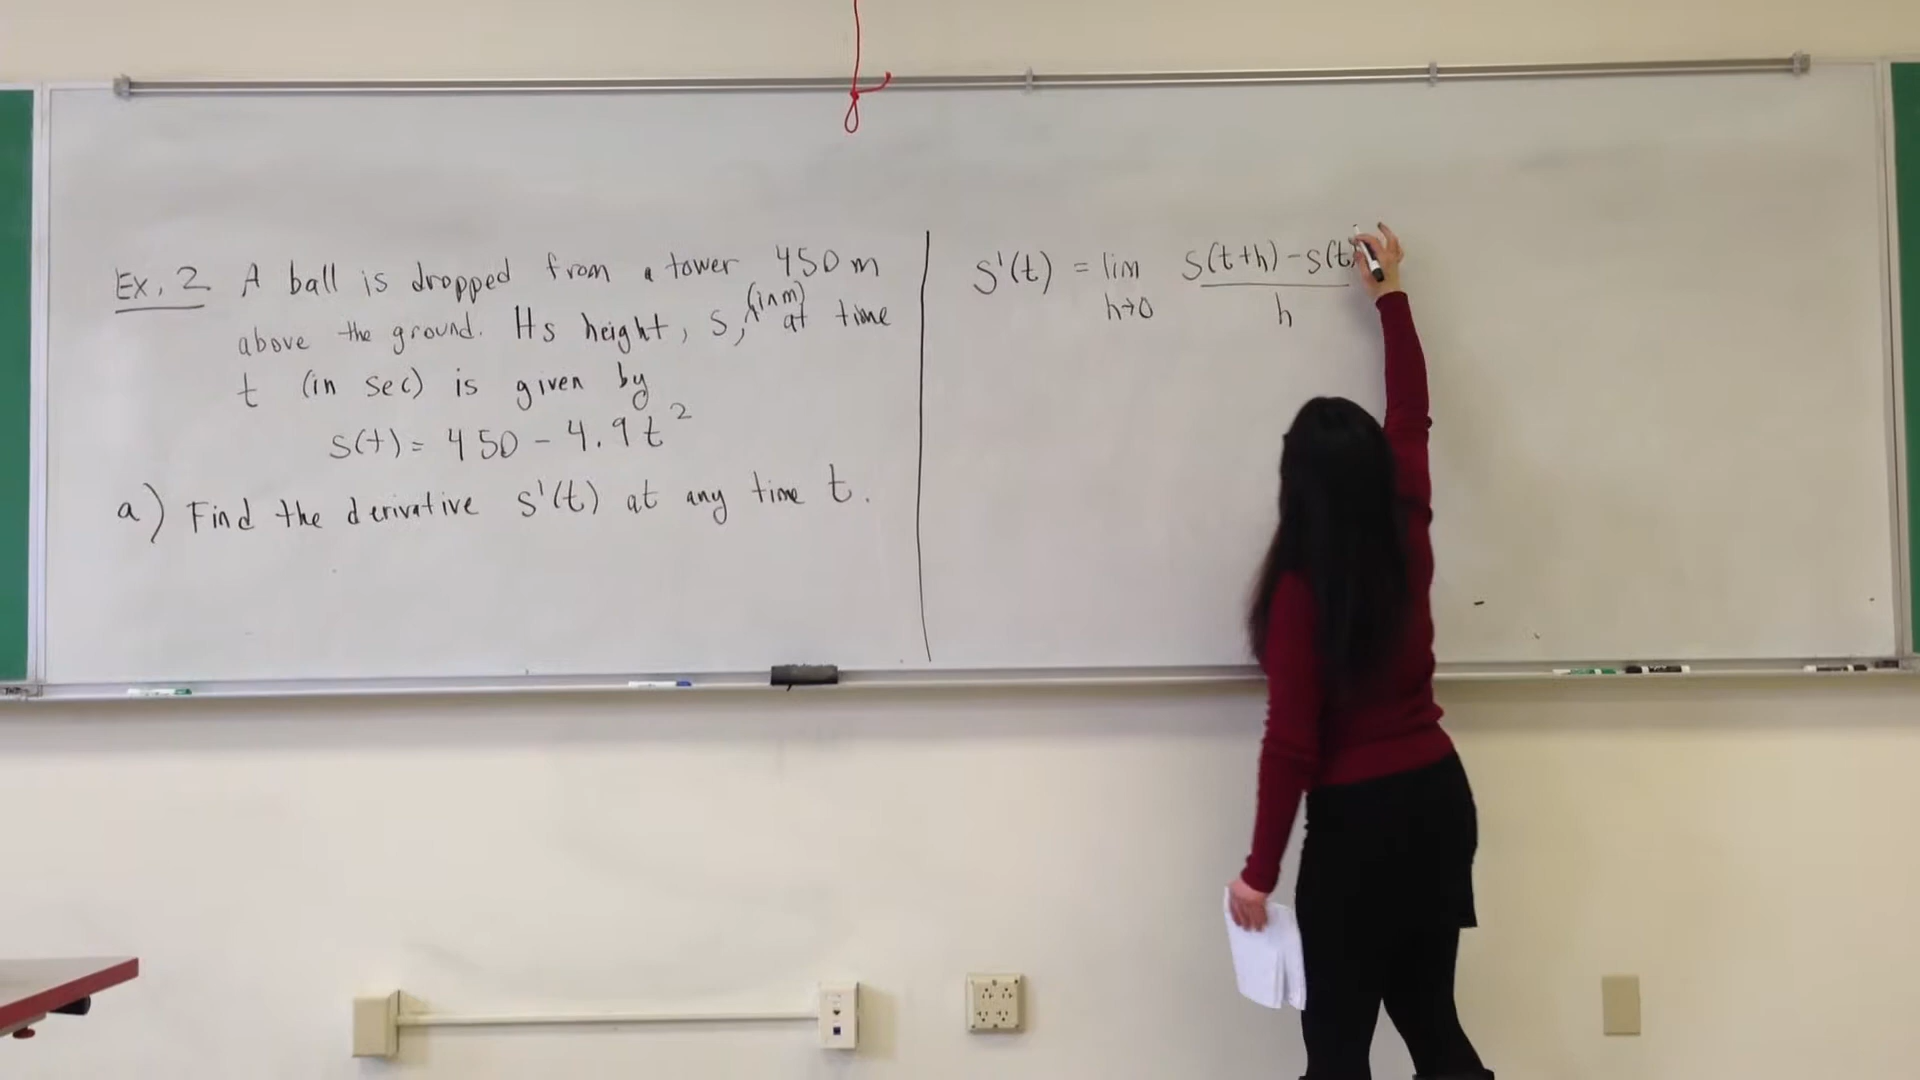 Ex. 2 A ball is dropped from a tower 450 m
above the ground. Its height, s, (in m) at time
t (in sec) is given by
s(t) = 450 - 4.9t²
a) Find the derivative s'(t) at any time t.
s'(t) = lim s(t+h) - s(t)
h→0 h